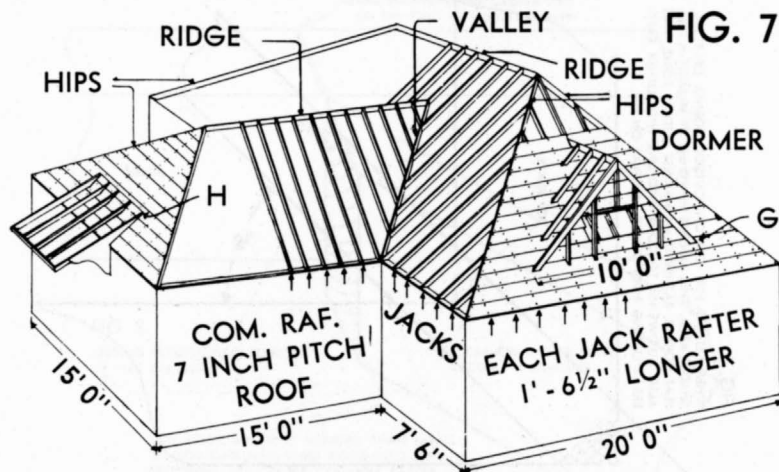 FIG. 7
VALLEY
RIDGE
RIDGE
HIPS
HIPS
DORMER
H
G
10' 0"
COM. RAF.
7 INCH PITCH
ROOF
JACKS
EACH JACK RAFTER
1' - 6½" LONGER
15' 0"
15' 0"
7' 6"
20' 0"